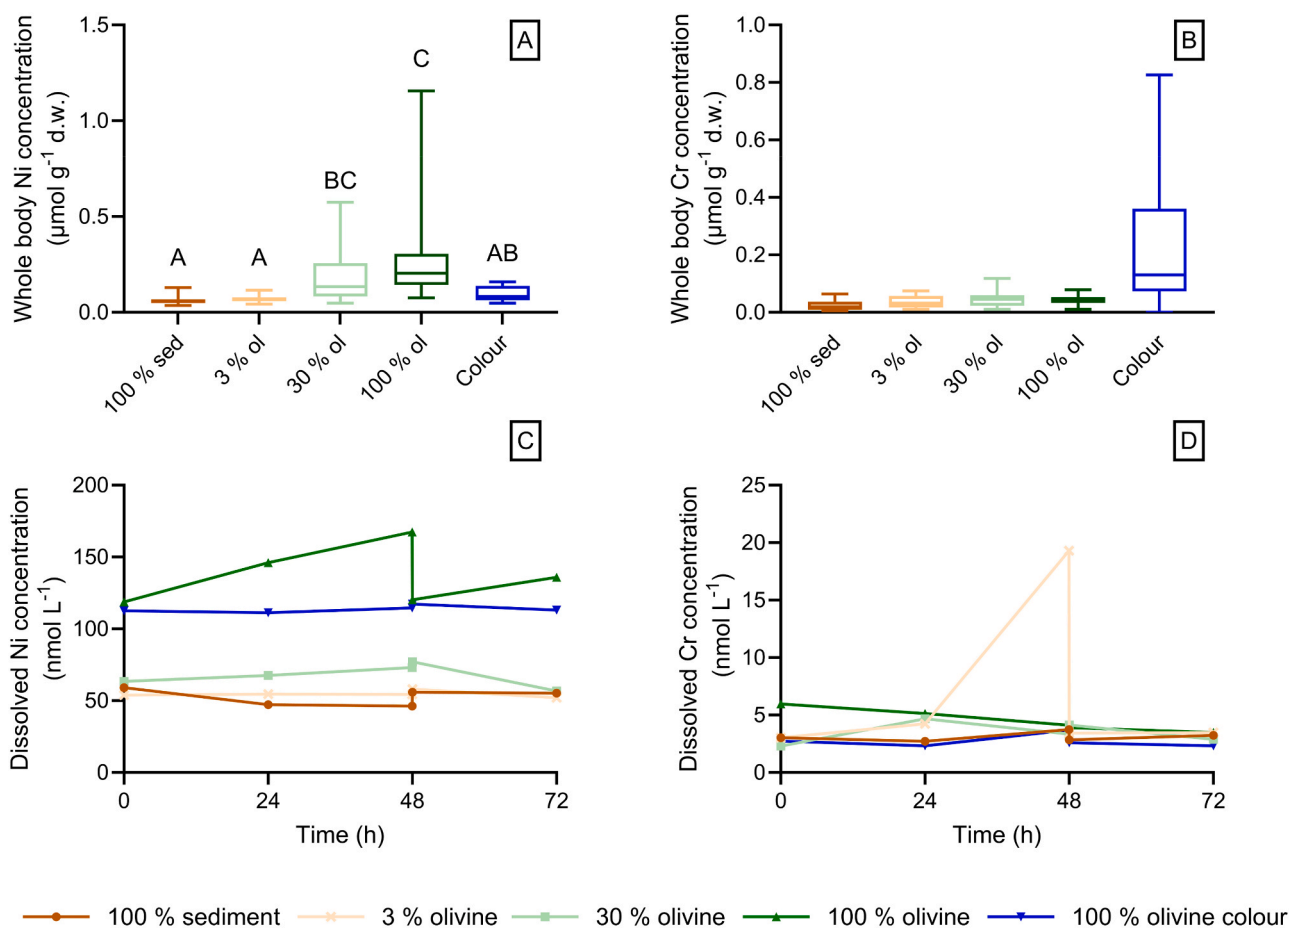 Whole body Ni concentration
(µmol g⁻¹ d.w.)
1.5
1.0
0.5
0.0
A
A
BC
C
AB
A
100 % sed
3 % ol
30 % ol
100 % ol
Colour
Whole body Cr concentration
(µmol g⁻¹ d.w.)
1.0
0.8
0.6
0.4
0.2
0.0
B
100 % sed
3 % ol
30 % ol
100 % ol
Colour
Dissolved Ni concentration
(nmol L⁻¹)
200
150
100
50
0
C
0 24 48 72
Time (h)
Dissolved Cr concentration
(nmol L⁻¹)
25
20
15
10
5
0
D
0 24 48 72
Time (h)
100 % sediment 3 % olivine 30 % olivine 100 % olivine 100 % olivine colour